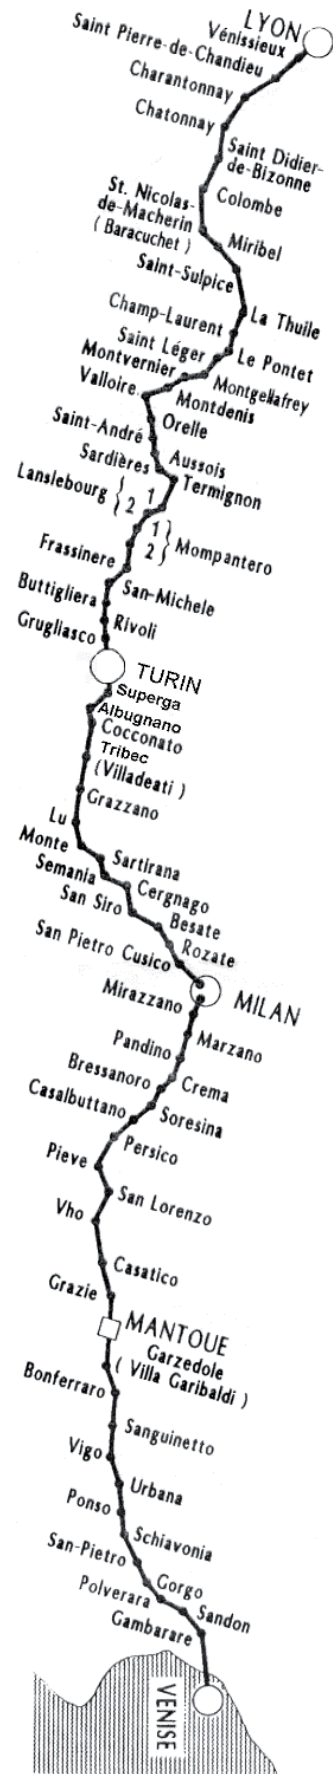 LYON
Vénissieux
Saint Pierre-de-Chandieu
Charantonnay
Chatonnay
Saint Didier-
de-Bizonne
Colombe
St. Nicolas-
de-Macherin
( Baracuchet )
Miribel
Saint-Sulpice
La Thuile
Champ-Laurent
Le Pontet
Saint Léger
Montgellafrey
Montvernier
Montdenis
Valloire
Orelle
Saint-André
Aussois
Sardières
Termignon
Lanslebourg { 1
2
1
2 } Mompantero
Frassinere
San-Michele
Buttigliera
Rivoli
Grugliasco
TURIN
Superga
Albugnano
Cocconato
Tribec
(Villadeati )
Grazzano
Lu
Monte
Sartirana
Semania
Cergnago
San Siro
Besate
Rozate
San Pietro Cusico
MILAN
Mirazzano
Marzano
Pandino
Crema
Bressanoro
Soresina
Casalbuttano
Persico
Pieve
San Lorenzo
Vho
Casatico
Grazie
MANTOUE
Garzedole
( Villa Garibaldi )
Bonferraro
Sanguinetto
Vigo
Urbana
Ponso
Schiavonia
San-Pietro
Gorgo
Polverara
Sandon
Gambarare
VENISE